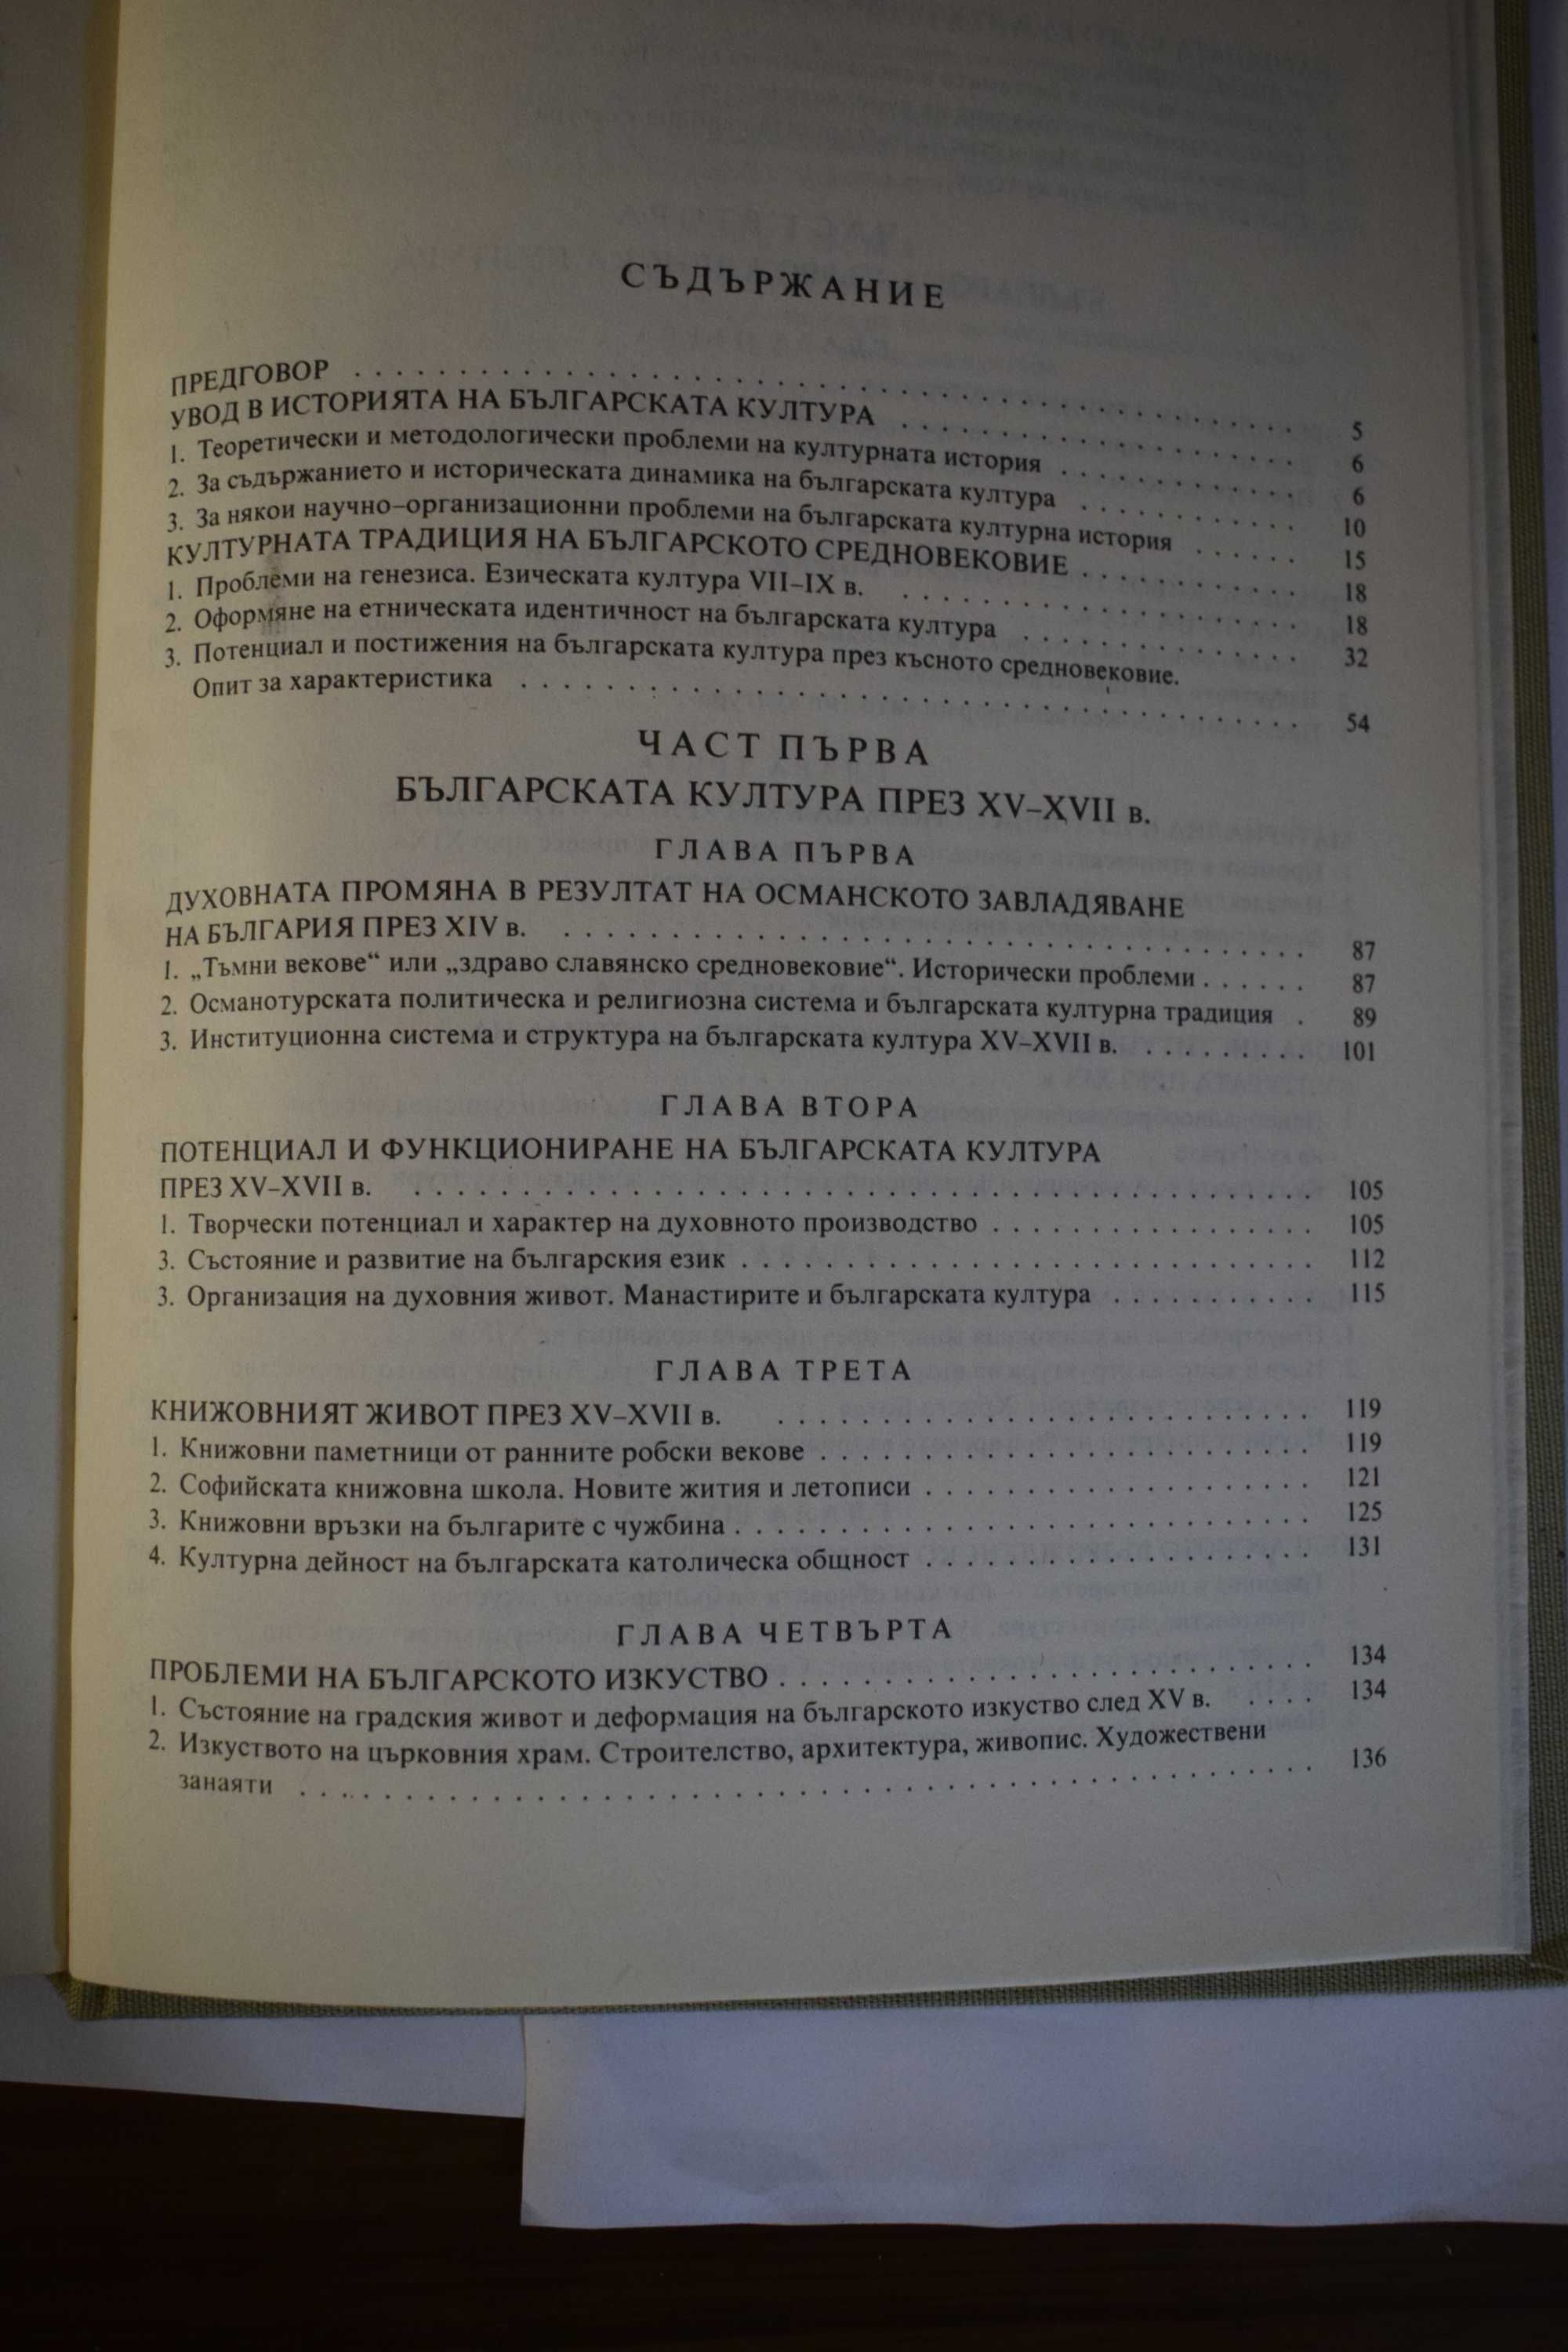 СЪДЪРЖАНИЕ
ПРЕДГОВОР . . . . . . . . . . . . . . . . . . . . 5
УВОД В ИСТОРИЯТА НА БЪЛГАРСКАТА КУЛТУРА . . . . . . . . . . 6
1. Теоретически и методологически проблеми на културната история . . . . . . 6
2. За съдържанието и историческата динамика на българската култура . . . . . . 10
3. За някои научно–организационни проблеми на българската културна история . . . . . . 15
КУЛТУРНАТА ТРАДИЦИЯ НА БЪЛГАРСКОТО СРЕДНОВЕКОВИЕ . . . . . . 18
1. Проблеми на генезиса. Езическата култура VII–IX в. . . . . . . 18
2. Оформяне на етническата идентичност на българската култура . . . . . . 32
3. Потенциал и постижения на българската култура през късното средновековие.
Опит за характеристика . . . . . . . . . . . . 54
ЧАСТ ПЪРВА
БЪЛГАРСКАТА КУЛТУРА ПРЕЗ XV–XVII в.
ГЛАВА ПЪРВА
ДУХОВНАТА ПРОМЯНА В РЕЗУЛТАТ НА ОСМАНСКОТО ЗАВЛАДЯВАНЕ
НА БЪЛГАРИЯ ПРЕЗ XIV в. . . . . . . . . . . . . 87
1. „Тъмни векове“ или „здраво славянско средновековие“. Исторически проблеми . . . . . . 87
2. Османотурската политическа и религиозна система и българската културна традиция . 89
3. Институционна система и структура на българската култура XV–XVII в. . . . . . . . . . 101
ГЛАВА ВТОРА
ПОТЕНЦИАЛ И ФУНКЦИОНИРАНЕ НА БЪЛГАРСКАТА КУЛТУРА
ПРЕЗ XV–XVII в. . . . . . . . . . . . . 105
1. Творчески потенциал и характер на духовното производство . . . . . . . . . . 105
3. Състояние и развитие на българския език . . . . . . . . . . 112
3. Организация на духовния живот. Манастирите и българската култура . . . . . . . . . . 115
ГЛАВА ТРЕТА
КНИЖОВНИЯТ ЖИВОТ ПРЕЗ XV–XVII в. . . . . . . . . . . 119
1. Книжовни паметници от ранните робски векове . . . . . . . . . . 119
2. Софийската книжовна школа. Новите жития и летописи . . . . . . . . . . 121
3. Книжовни връзки на българите с чужбина . . . . . . . . . . 125
4. Културна дейност на българската католическа общност . . . . . . . . . . 131
ГЛАВА ЧЕТВЪРТА
ПРОБЛЕМИ НА БЪЛГАРСКОТО ИЗКУСТВО . . . . . . . . . . 134
1. Състояние на градския живот и деформация на българското изкуство след XV в. . . . . 134
2. Изкуството на църковния храм. Строителство, архитектура, живопис. Художествени
занаяти . . . . . . . . . . . . 136